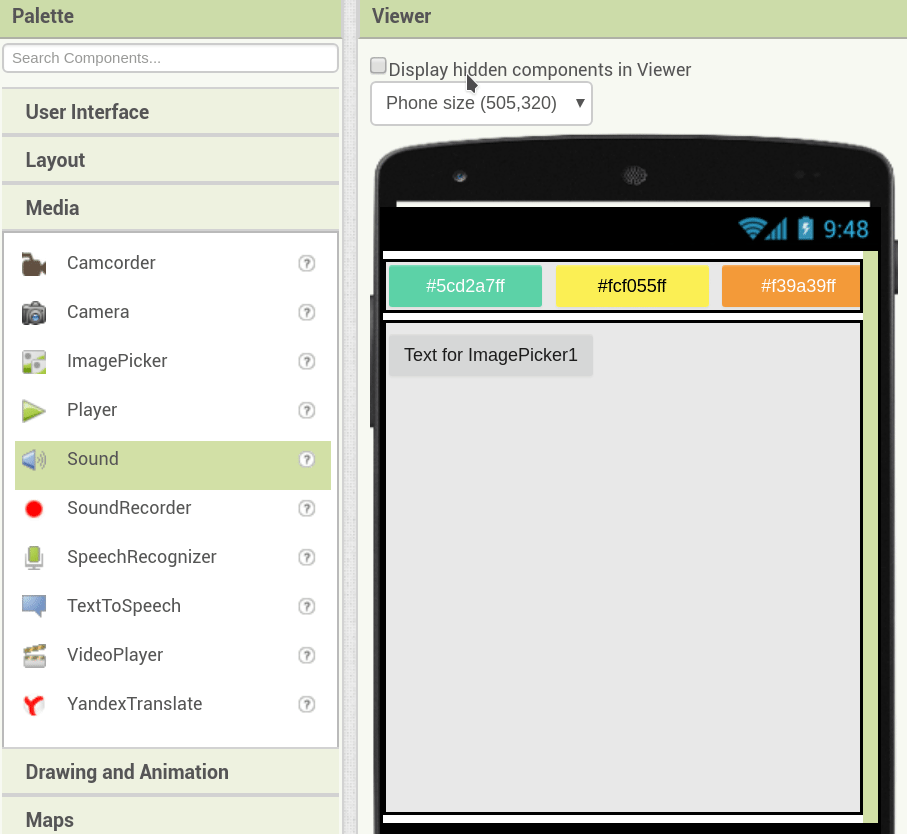 Palette
Search Components...
User Interface
Layout
Media
Camcorder ?
Camera ?
ImagePicker ?
Player ?
Sound ?
SoundRecorder ?
SpeechRecognizer ?
TextToSpeech ?
VideoPlayer ?
YandexTranslate ?
Drawing and Animation
Maps
Viewer
Display hidden components in Viewer
Phone size (505,320)
9:48
#5cd2a7ff #fcf055ff #f39a39ff
Text for ImagePicker1